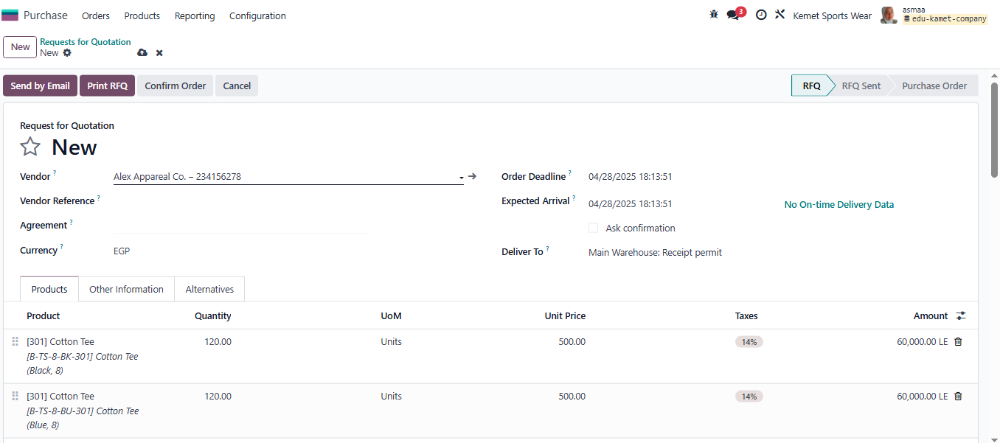 Purchase Orders Products Reporting Configuration 3 Kemet Sports Wear asmaa
edu-kamet-company
New Requests for Quotation
New
Send by Email Print RFQ Confirm Order Cancel RFQ RFQ Sent Purchase Order
Request for Quotation
New
Vendor ? Alex Appareal Co. – 234156278 Order Deadline ? 04/28/2025 18:13:51
Vendor Reference ? Expected Arrival ? 04/28/2025 18:13:51 No On-time Delivery Data
Agreement ? Ask confirmation
Currency ? EGP Deliver To ? Main Warehouse: Receipt permit
Products Other Information Alternatives
Product Quantity UoM Unit Price Taxes Amount
[301] Cotton Tee 120.00 Units 500.00 14% 60,000.00 LE
[B-TS-8-BK-301] Cotton Tee
(Black, 8)
[301] Cotton Tee 120.00 Units 500.00 14% 60,000.00 LE
[B-TS-8-BU-301] Cotton Tee
(Blue, 8)